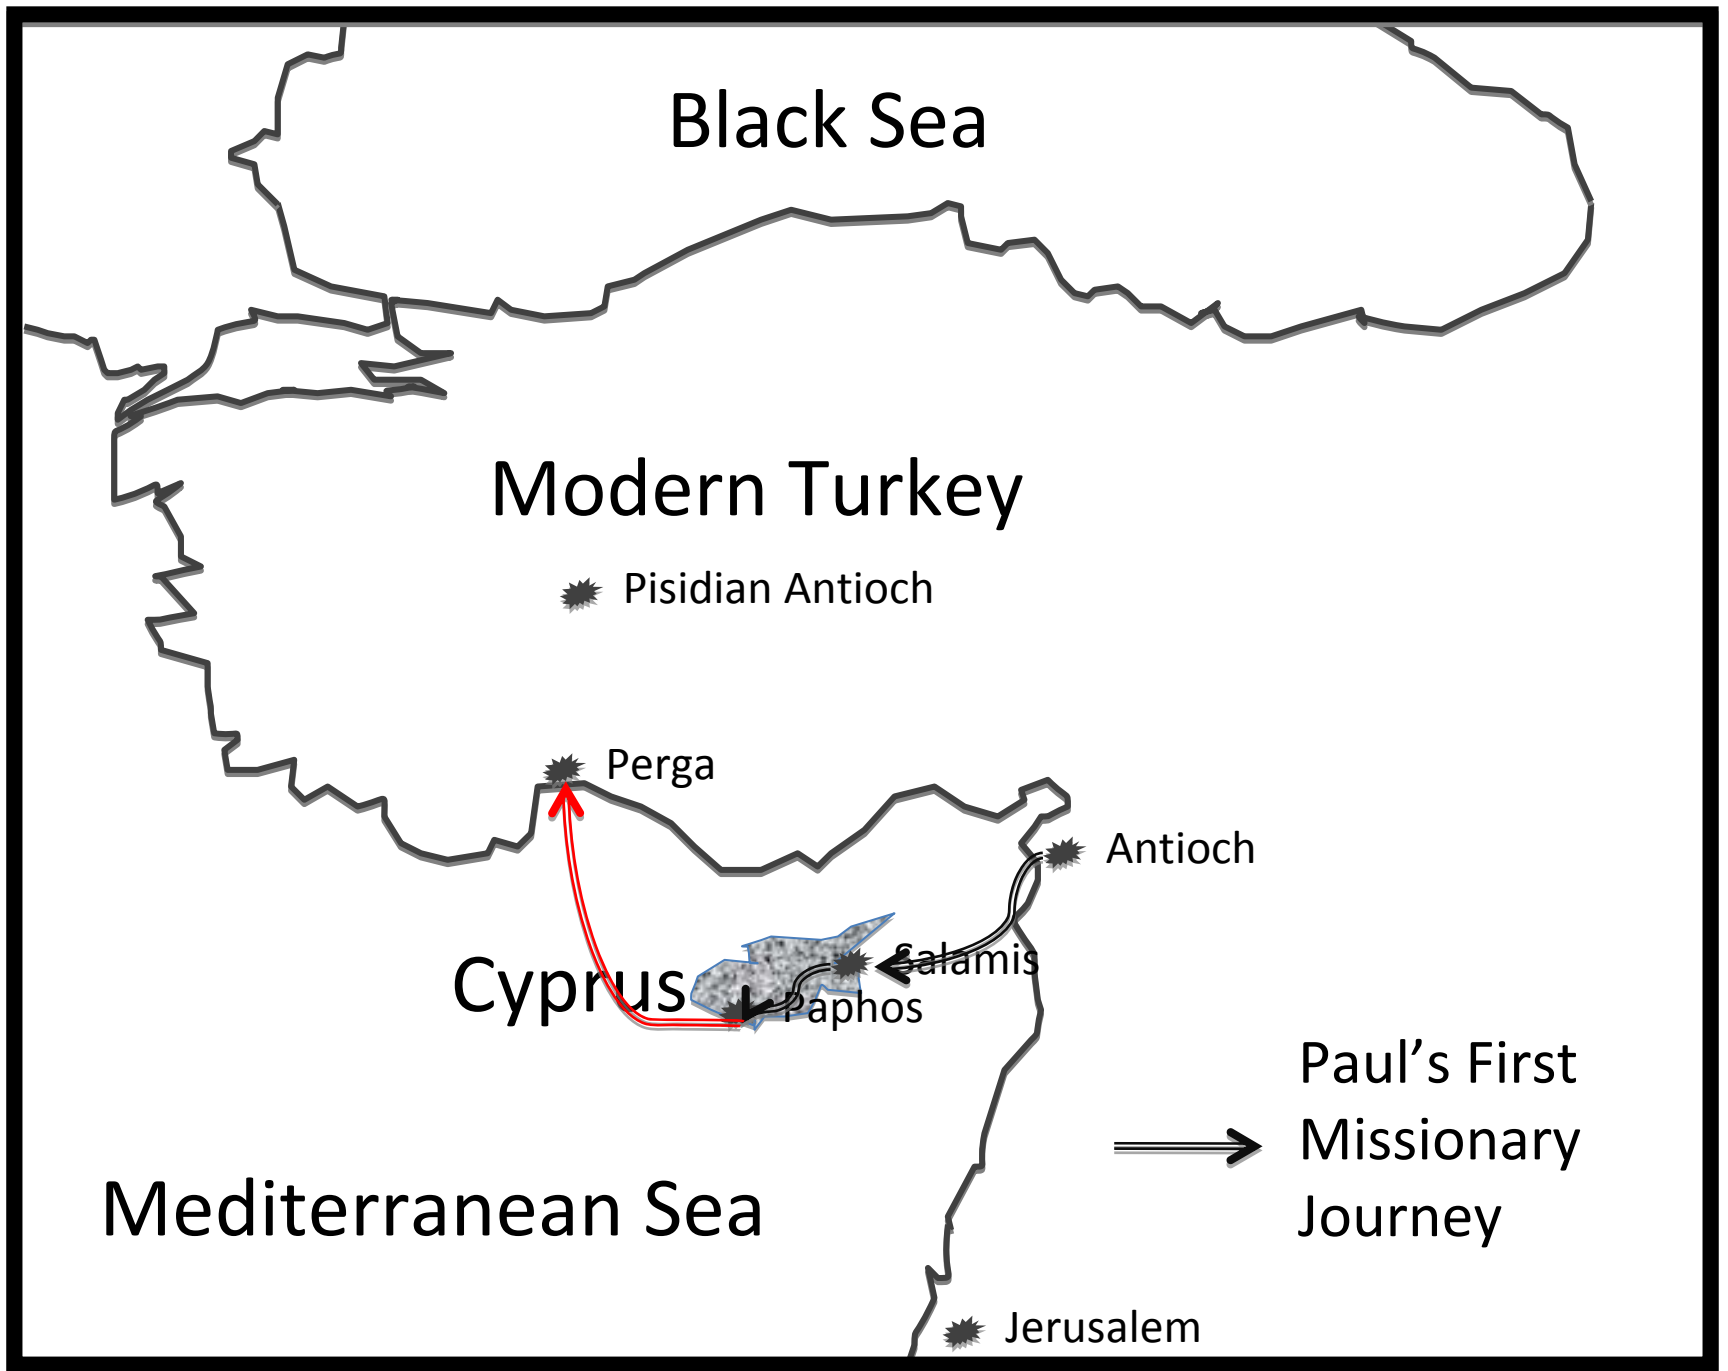 Black Sea
Modern Turkey
Pisidian Antioch
Perga
Antioch
Salamis
Cyprus
Paphos
Paul’s First
Missionary
Journey
Mediterranean Sea
Jerusalem